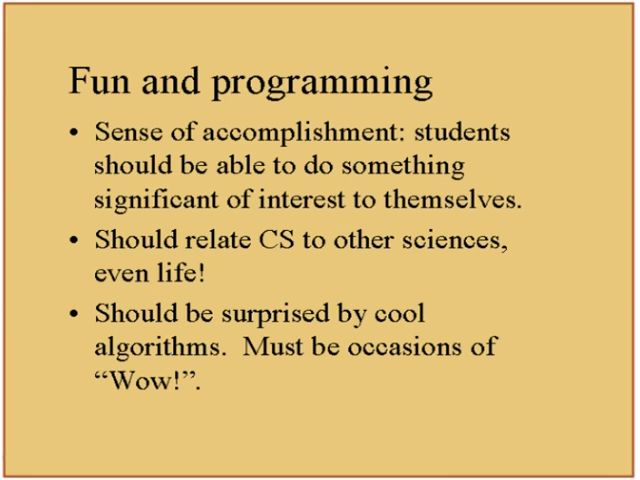 Fun and programming
• Sense of accomplishment: students
should be able to do something
significant of interest to themselves.
• Should relate CS to other sciences,
even life!
• Should be surprised by cool
algorithms.  Must be occasions of
“Wow!”.